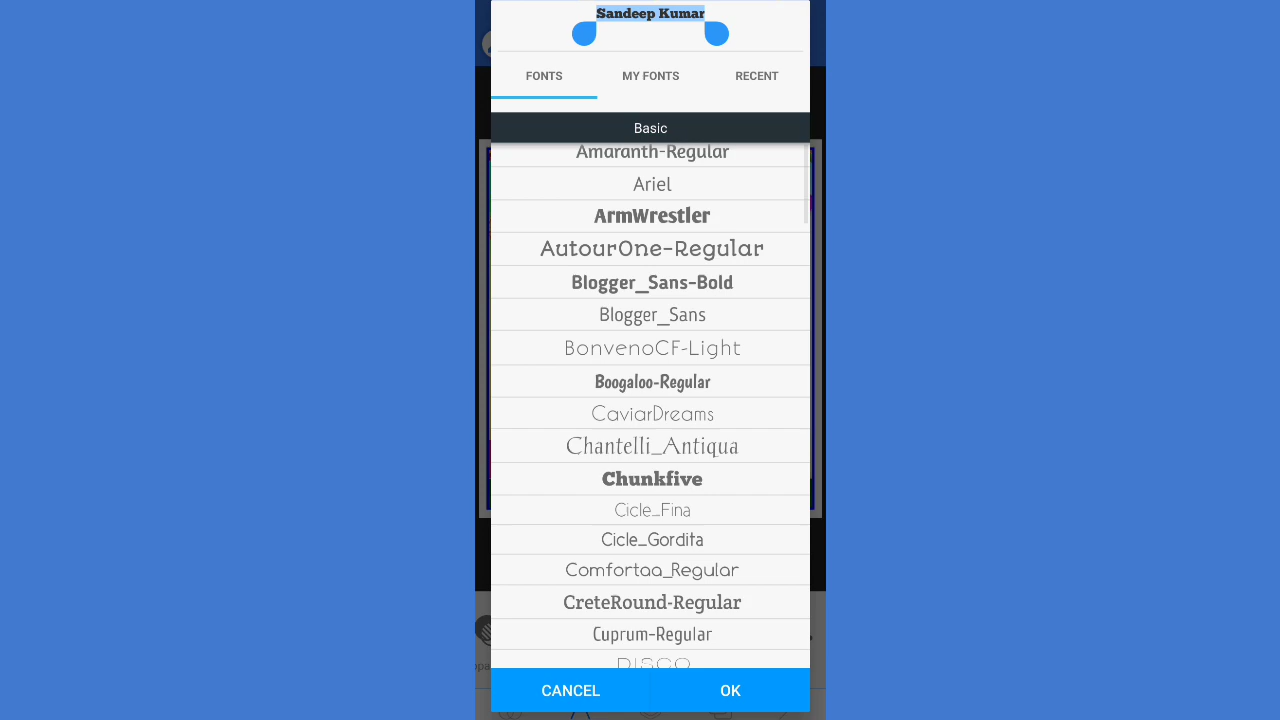 Sandeep Kumar
FONTS MY FONTS RECENT
Basic
Amaranth-Regular
Ariel
ArmWrestler
AutourOne-Regular
Blogger_Sans-Bold
Blogger_Sans
BonvenoCF-Light
Boogaloo-Regular
CaviarDreams
Chantelli_Antiqua
Chunkfive
Cicle_Fina
Cicle_Gordita
Comfortaa_Regular
CreteRound-Regular
Cuprum-Regular
DISCO
CANCEL OK